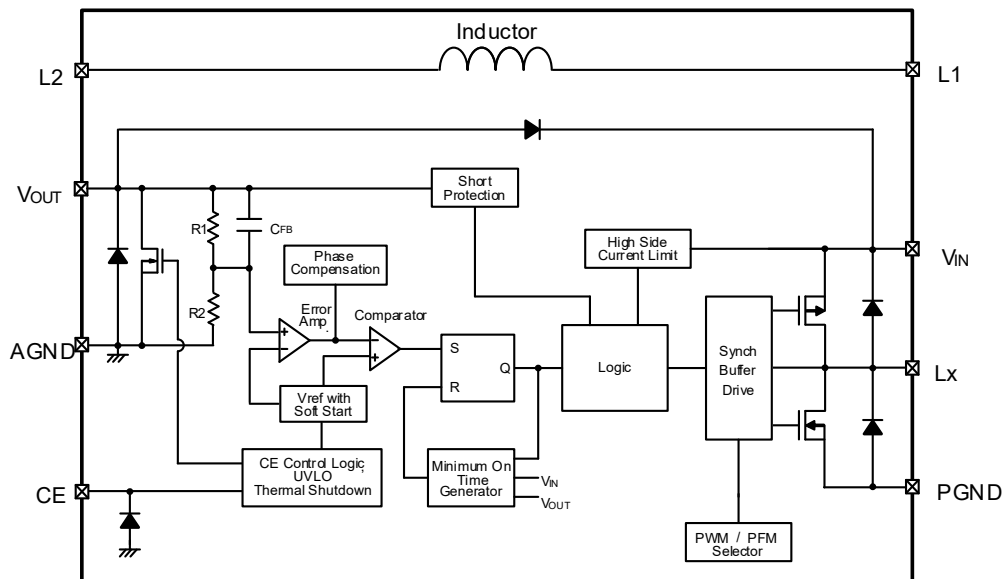 Inductor
L2
L1
VOUT
Short
Protection
R1
CFB
High Side
Current Limit
VIN
Phase
Compensation
R2
Error
Amp.
Comparator
AGND
S
Q
R
Logic
Synch
Buffer
Drive
Lx
Vref with
Soft Start
CE Control Logic,
UVLO
Thermal Shutdown
Minimum On
Time
Generator
VIN
VOUT
CE
PGND
PWM / PFM
Selector